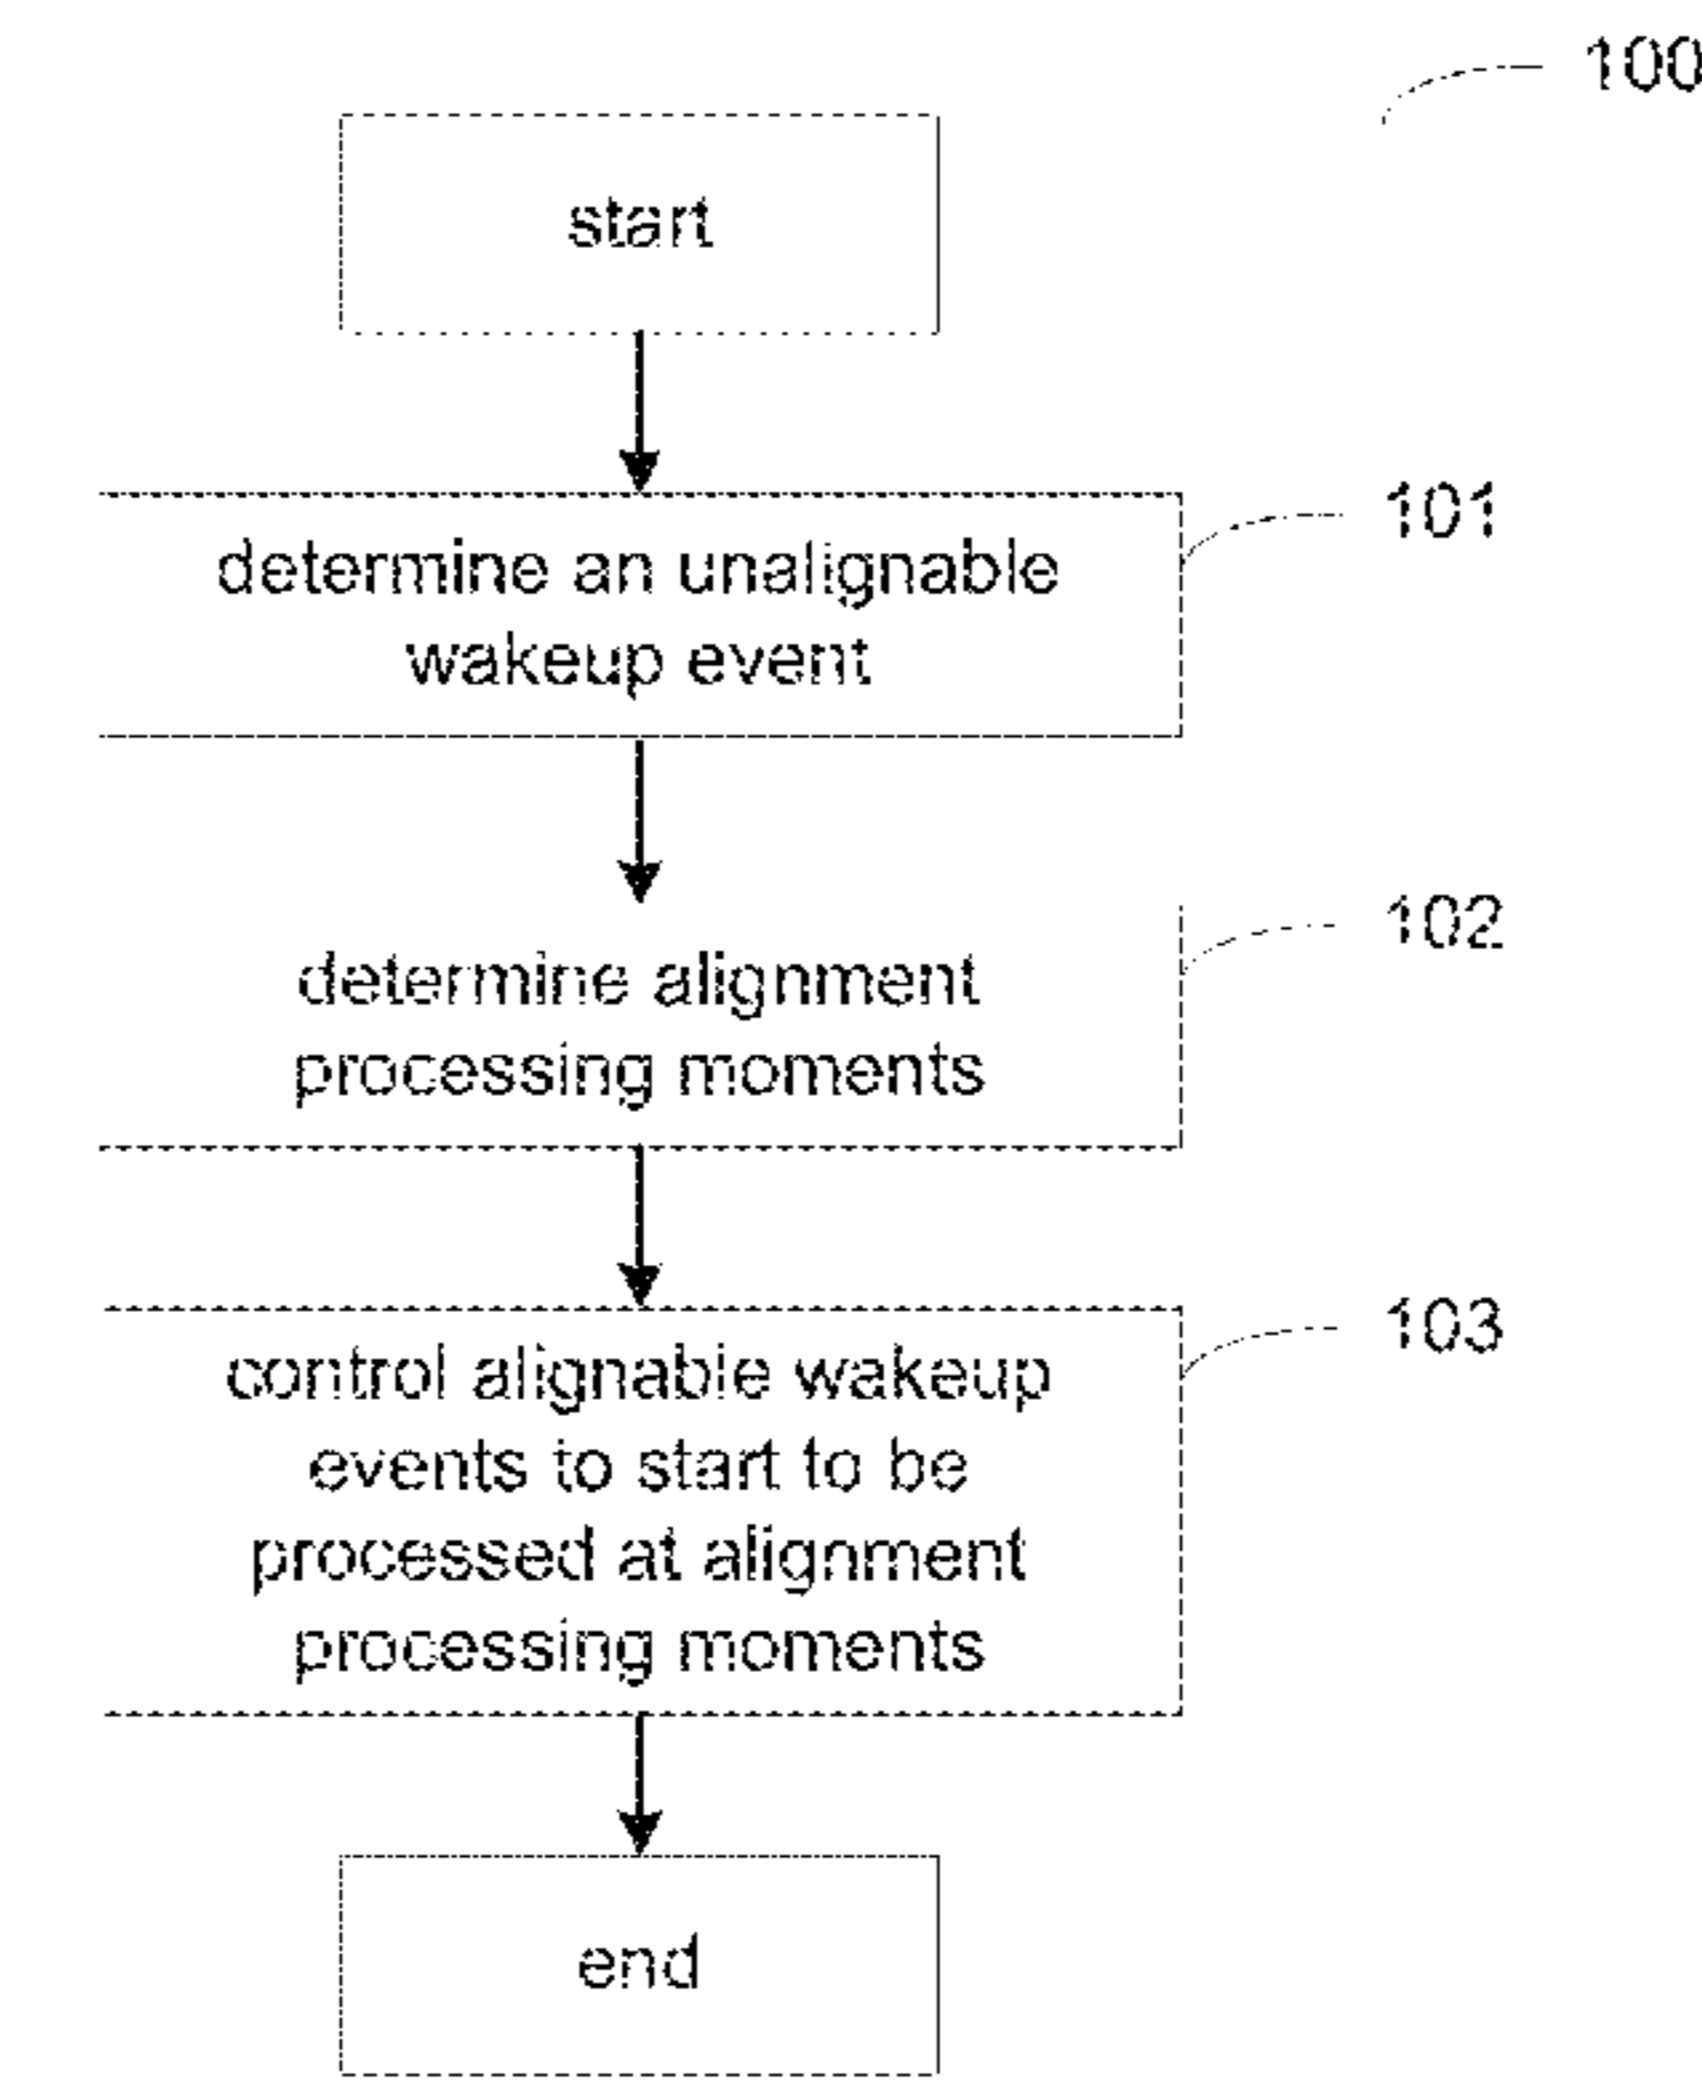 100
start
101
determine an unalignable
wakeup event
102
determine alignment
processing moments
103
control alignable wakeup
events to start to be
processed at alignment
processing moments
end